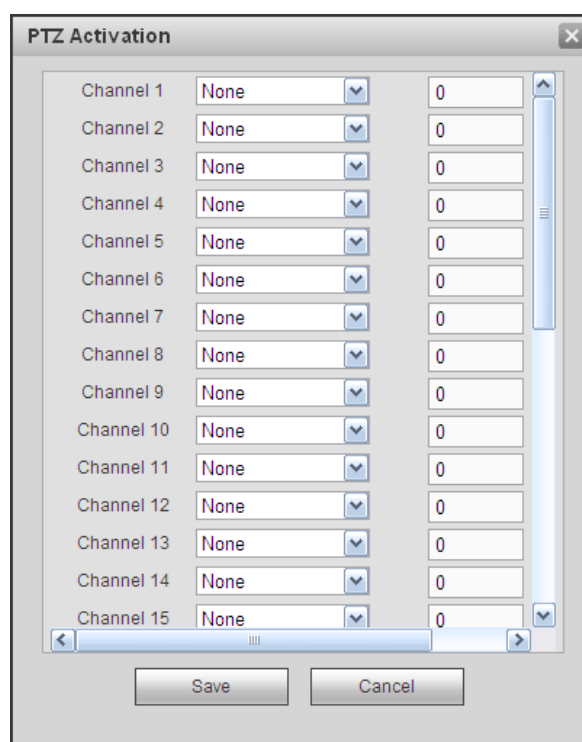 PTZ Activation
Channel 1 None 0
Channel 2 None 0
Channel 3 None 0
Channel 4 None 0
Channel 5 None 0
Channel 6 None 0
Channel 7 None 0
Channel 8 None 0
Channel 9 None 0
Channel 10 None 0
Channel 11 None 0
Channel 12 None 0
Channel 13 None 0
Channel 14 None 0
Channel 15 None 0
Save Cancel